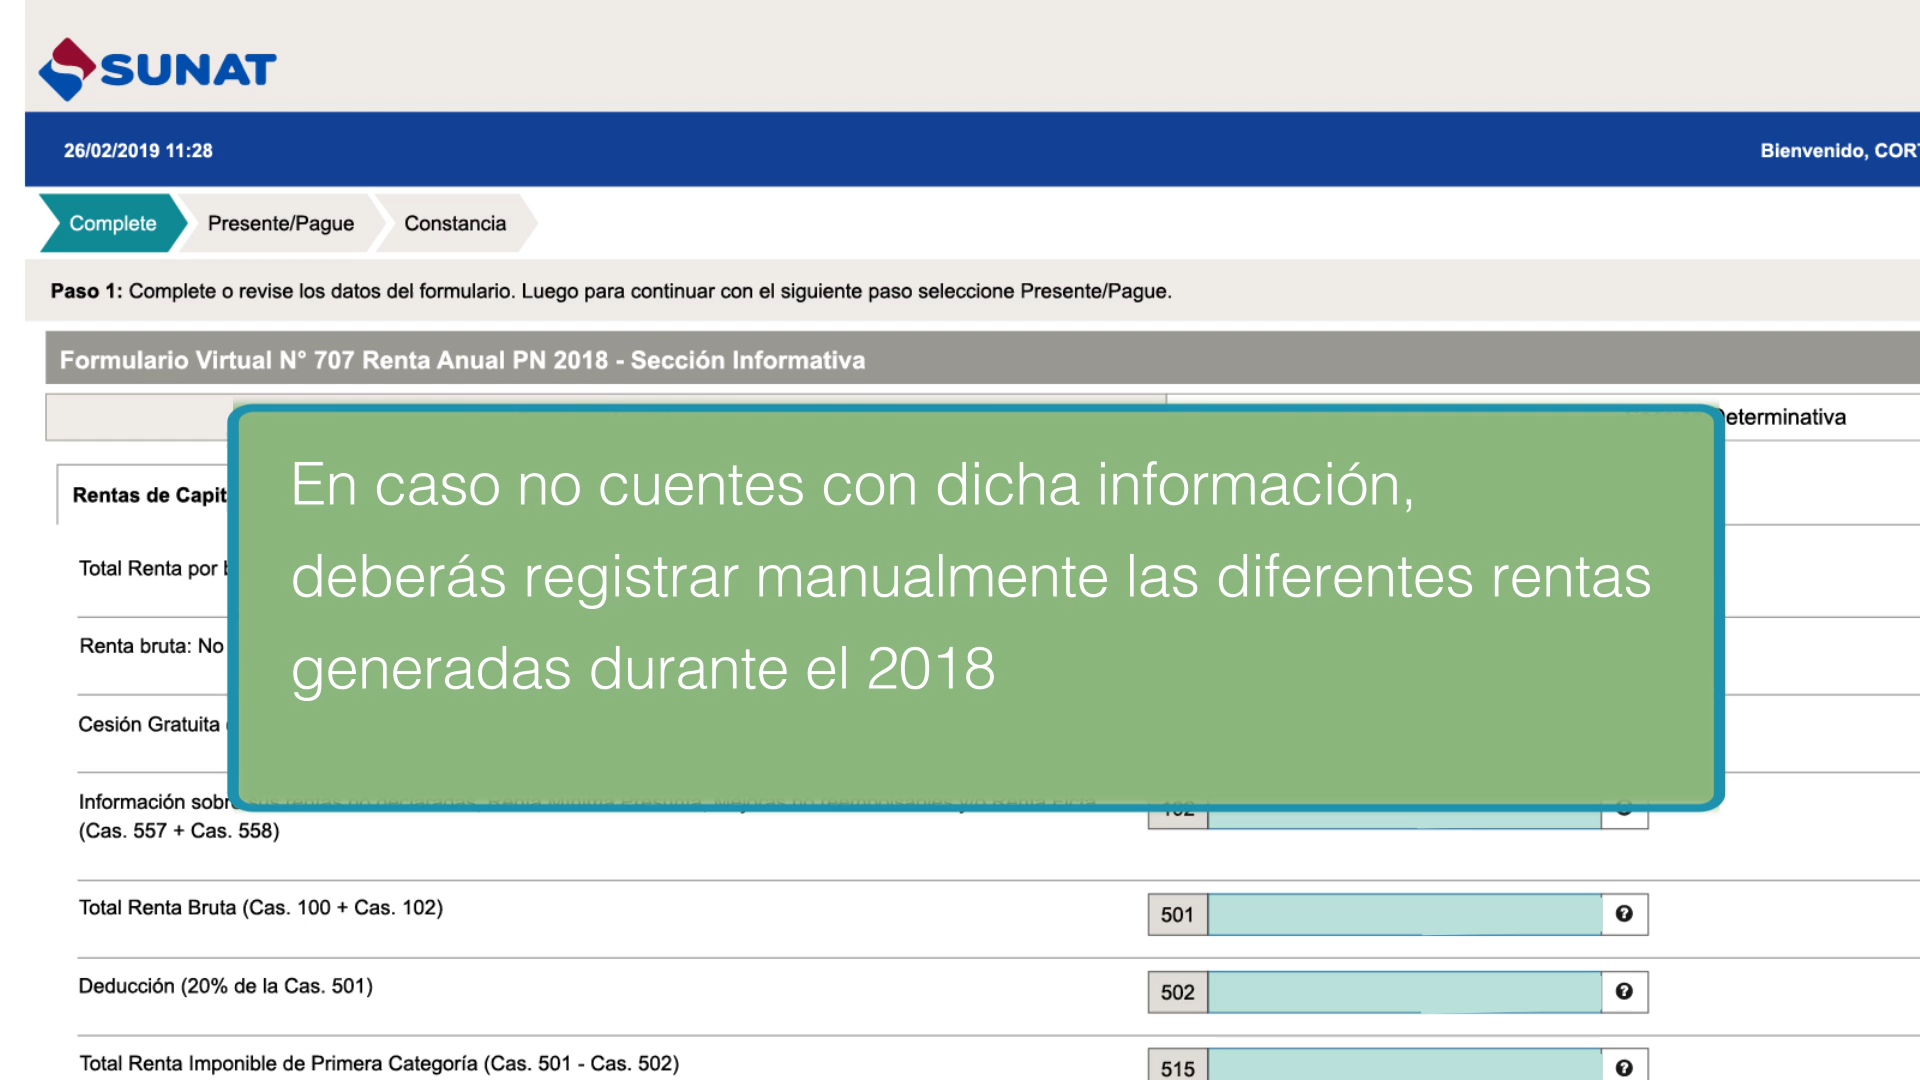 SUNAT
26/02/2019 11:28
Bienvenido, CORT
Complete
Presente/Pague
Constancia
Paso 1: Complete o revise los datos del formulario. Luego para continuar con el siguiente paso seleccione Presente/Pague.
Formulario Virtual N° 707 Renta Anual PN 2018 - Sección Informativa
eterminativa
Rentas de Capit
En caso no cuentes con dicha información,
deberás registrar manualmente las diferentes rentas
generadas durante el 2018
Total Renta por
Renta bruta: No
Cesión Gratuita
Información sobre
(Cas. 557 + Cas. 558)
102
Total Renta Bruta (Cas. 100 + Cas. 102)
501
Deducción (20% de la Cas. 501)
502
Total Renta Imponible de Primera Categoría (Cas. 501 - Cas. 502)
515